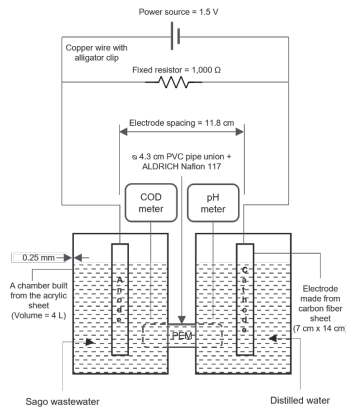 Power source = 1.5 V
Copper wire with
alligator clip
Fixed resistor = 1,000 Ω
Electrode spacing = 11.8 cm
ᴓ 4.3 cm PVC pipe union +
ALDRICH Nafion 117
COD
meter
pH
meter
0.25 mm
A chamber built
from the acrylic
sheet
(Volume = 4 L)
Anode
PEM
Cathode
Electrode
made from
carbon fiber
sheet
(7 cm x 14 cm)
Sago wastewater
Distilled water